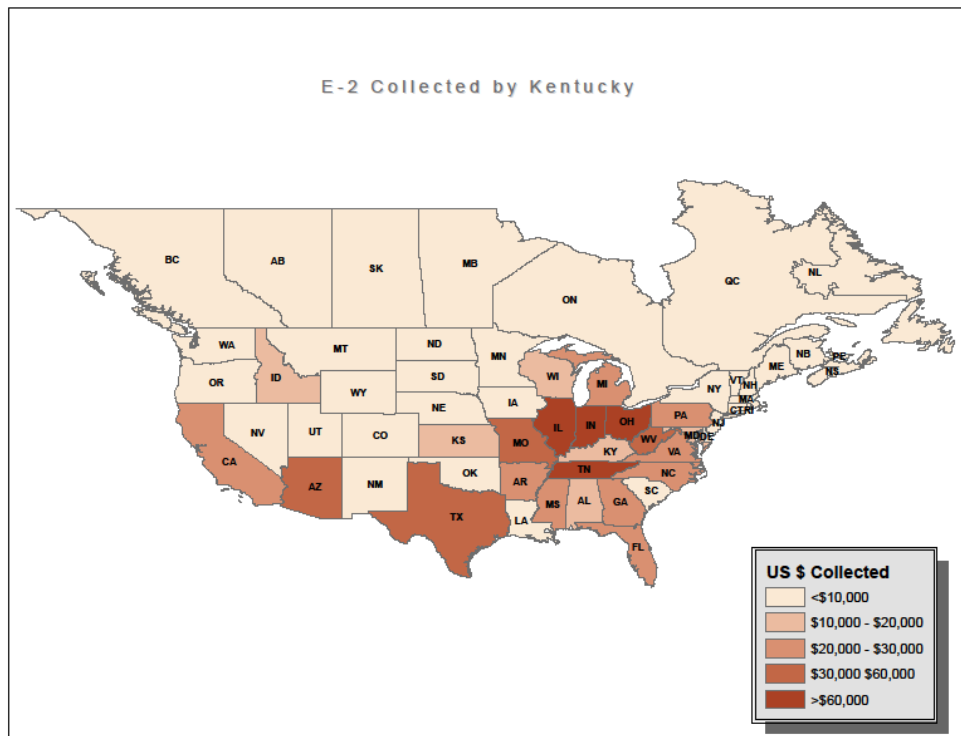 E-2 Collected by Kentucky
BC
AB
SK
MB
ON
QC
NL
WA
MT
ND
MN
OR
ID
WY
SD
WI
MI
NY
VT
NH
ME
NB
PE
NS
MA
CT RI
NE
IA
PA
NJ
NV
UT
CO
KS
MO
IL
IN
OH
WV
MD DE
VA
KY
CA
AZ
NM
OK
AR
TN
NC
SC
TX
LA
MS
AL
GA
FL
US $ Collected
<$10,000
$10,000 - $20,000
$20,000 - $30,000
$30,000 $60,000
>$60,000